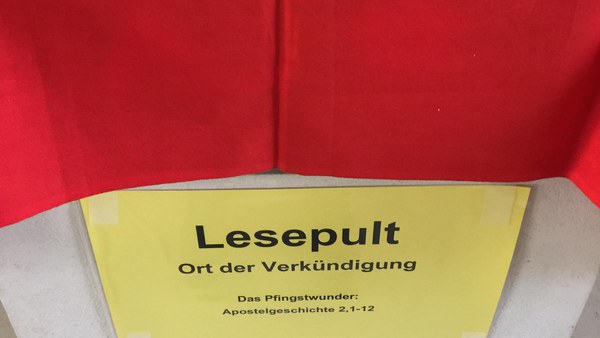 Lesepult
Ort der Verkündigung
Das Pfingstwunder:
Apostelgeschichte 2,1-12